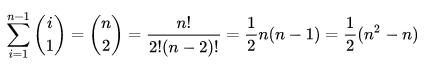 $$\sum_{i=1}^{n-1} \binom{i}{1} = \binom{n}{2} = \frac{n!}{2!(n-2)!} = \frac{1}{2}n(n-1) = \frac{1}{2}(n^2-n)$$